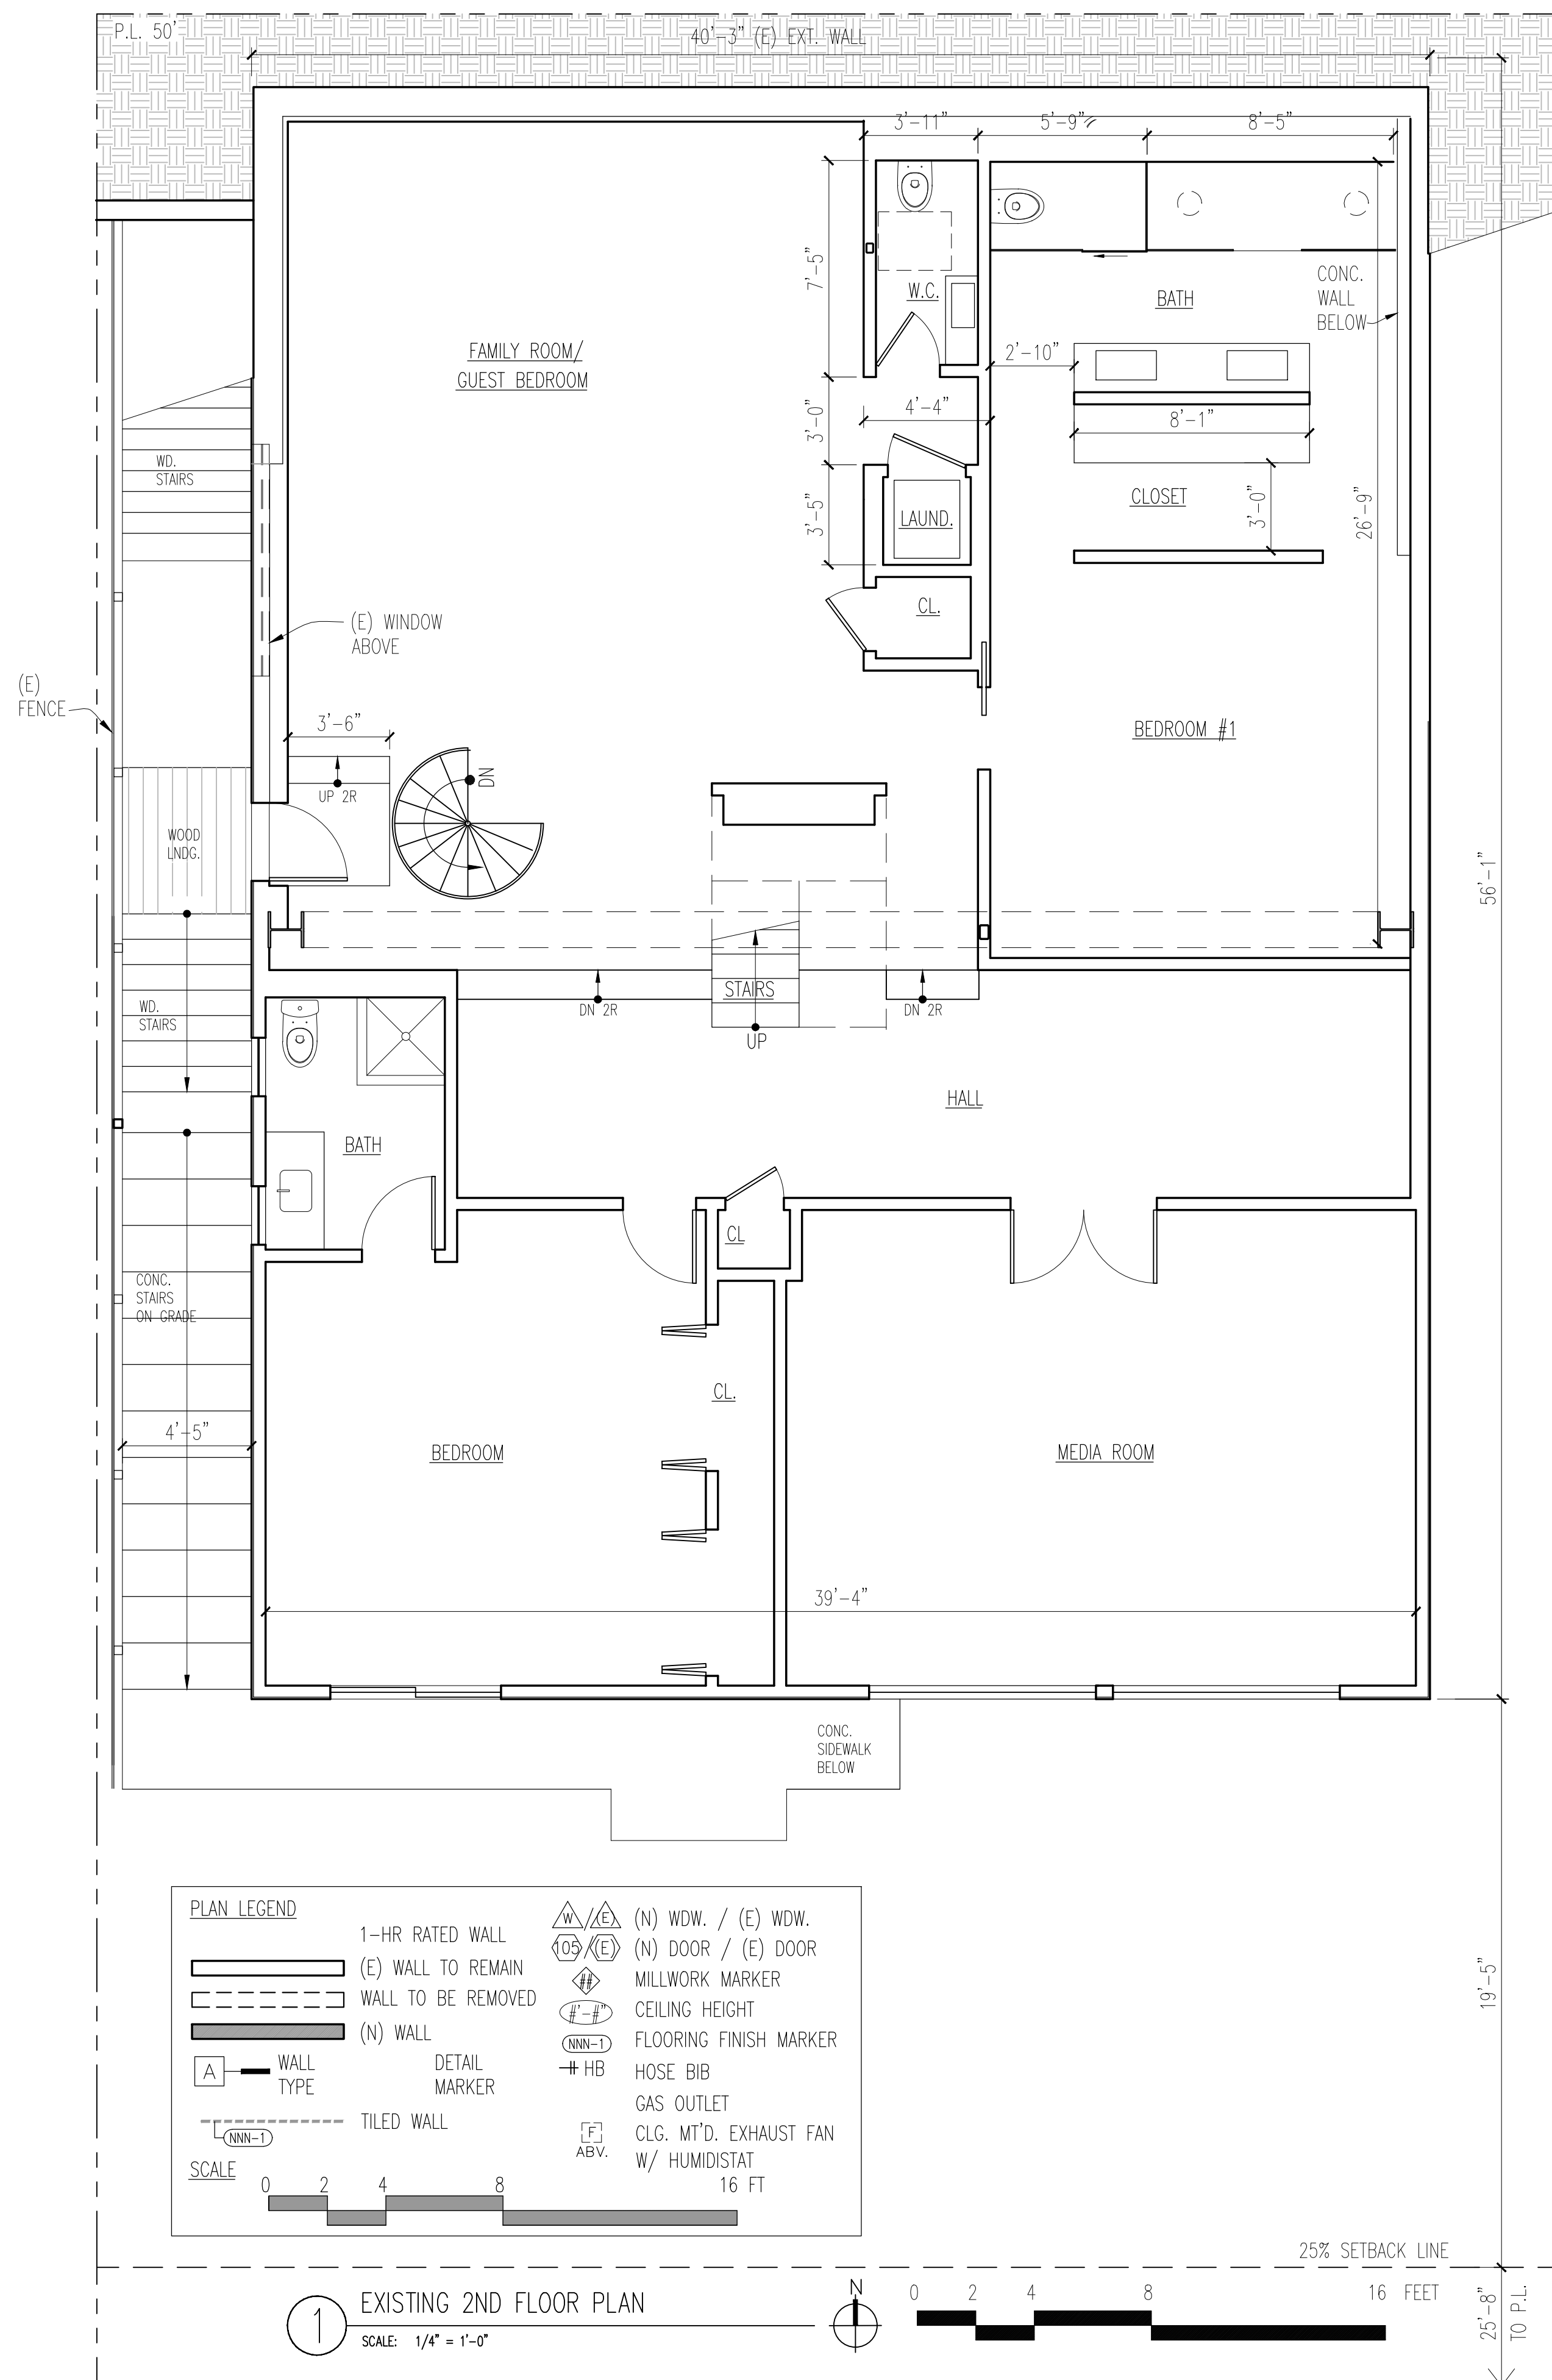 P.L. 50'
40'-3" (E) EXT. WALL
3'-11"
5'-9"
8'-5"
7'-5"
W.C.
BATH
CONC.
WALL
BELOW
FAMILY ROOM/
GUEST BEDROOM
2'-10"
4'-4"
8'-1"
3'-0"
WD.
STAIRS
CLOSET
3'-0"
26'-9"
3'-5"
LAUND.
CL.
(E) WINDOW
ABOVE
(E)
FENCE
3'-6"
BEDROOM #1
UP 2R
DN
WOOD
LNDG.
56'-1"
WD.
STAIRS
STAIRS
DN 2R
DN 2R
UP
HALL
BATH
CL
CONC.
STAIRS
ON GRADE
CL.
4'-5"
BEDROOM
MEDIA ROOM
39'-4"
CONC.
SIDEWALK
BELOW
PLAN LEGEND
1-HR RATED WALL
(E) WALL TO REMAIN
WALL TO BE REMOVED
(N) WALL
A
WALL
TYPE
DETAIL
MARKER
TILED WALL
NNN-1
W/(E) (N) WDW. / (E) WDW.
105/(E) (N) DOOR / (E) DOOR
## MILLWORK MARKER
#'-#" CEILING HEIGHT
NNN-1 FLOORING FINISH MARKER
HB HOSE BIB
GAS OUTLET
F CLG. MT'D. EXHAUST FAN
ABV. W/ HUMIDISTAT
SCALE
0 2 4 8 16 FT
19'-5"
25% SETBACK LINE
1
EXISTING 2ND FLOOR PLAN
SCALE: 1/4" = 1'-0"
N
0 2 4 8 16 FEET
25'-8"
TO P.L.